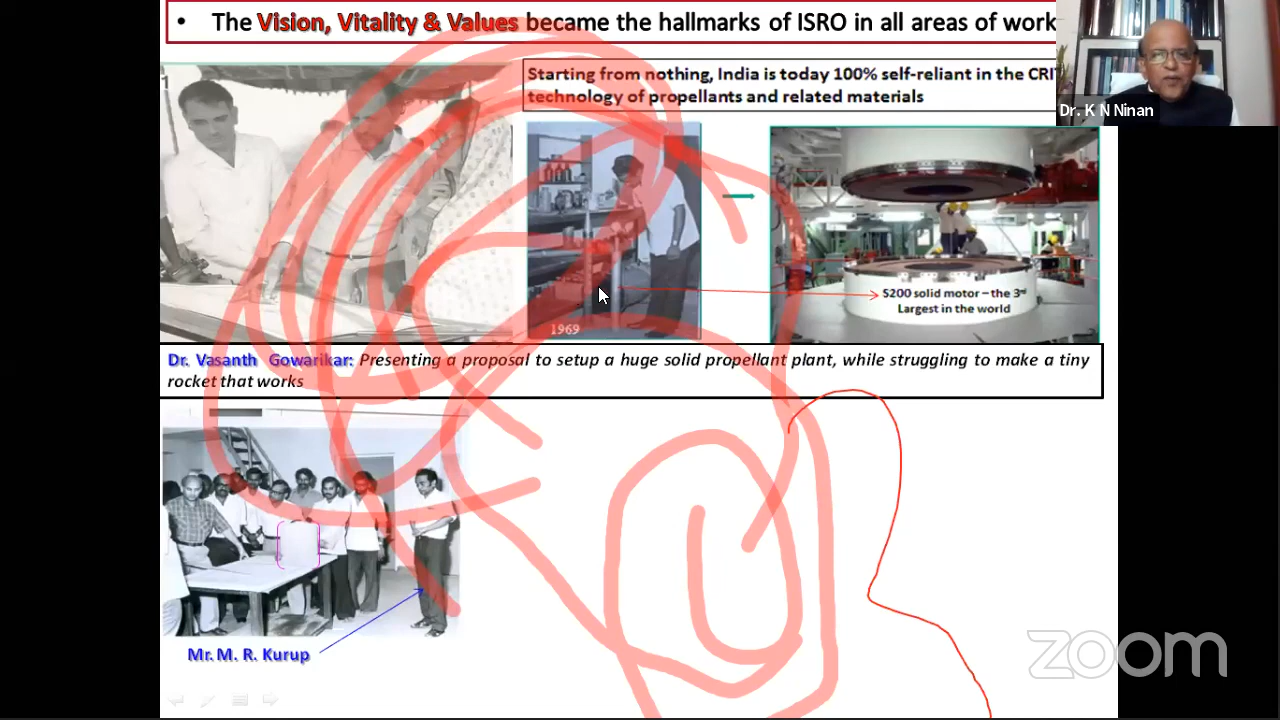 • The Vision, Vitality & Values became the hallmarks of ISRO in all areas of work
Starting from nothing, India is today 100% self-reliant in the
technology of propellants and related materials
Dr. K N Ninan
1969
S200 solid motor – the 3rd
Largest in the world
Dr. Vasanth Gowarikar: Presenting a proposal to setup a huge solid propellant plant, while struggling to make a tiny
rocket that works
Mr. M. R. Kurup
zoom